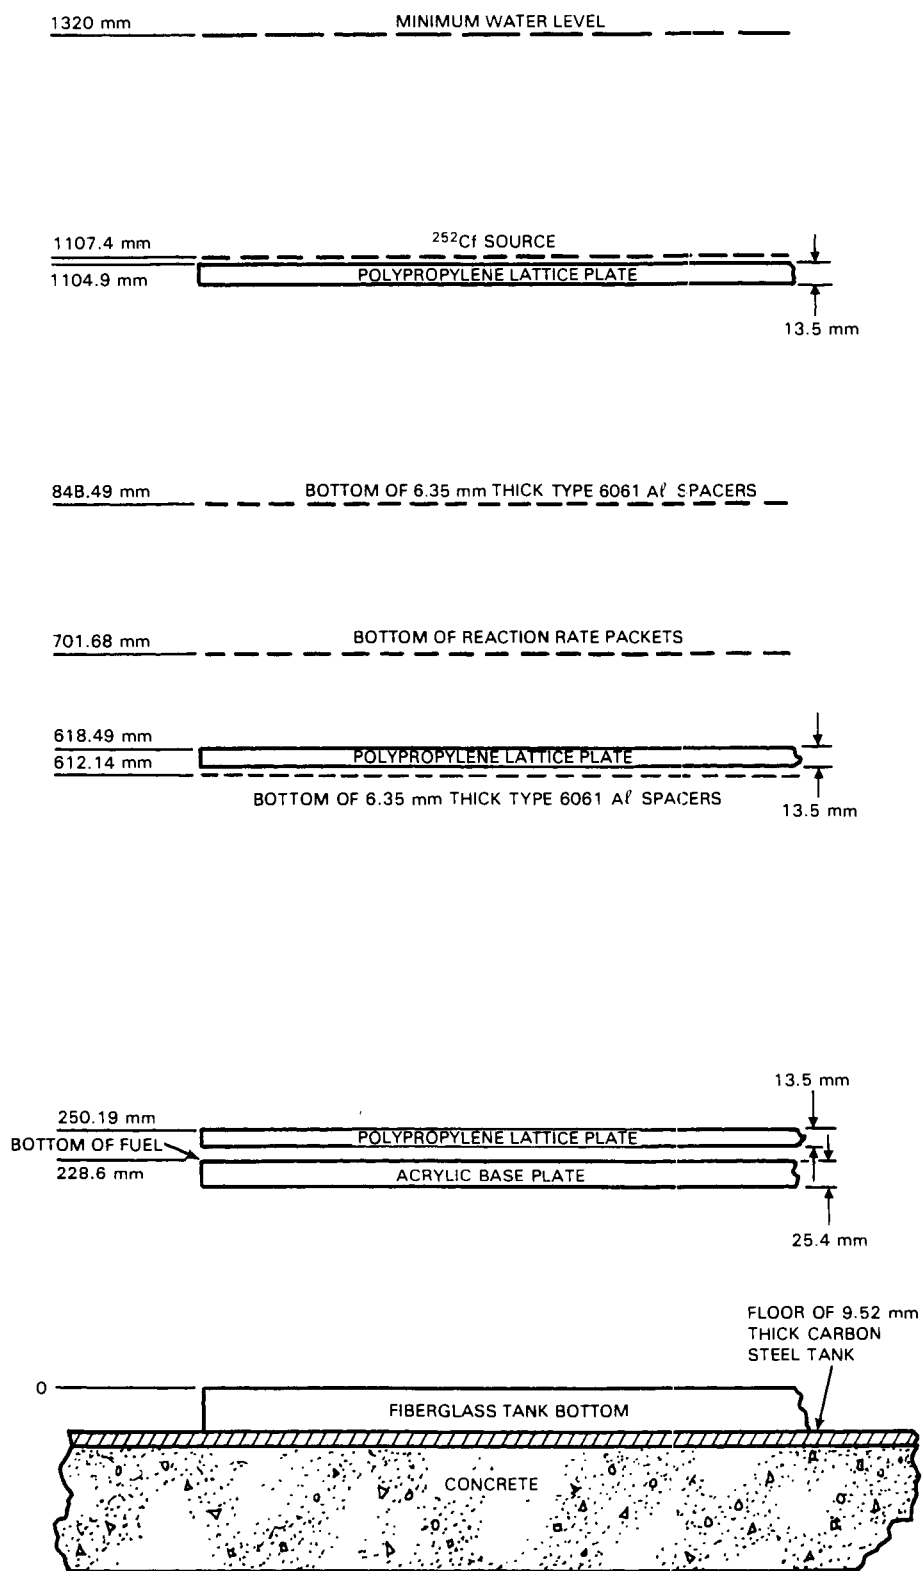 1320 mm
MINIMUM WATER LEVEL
1107.4 mm
252Cf SOURCE
1104.9 mm
POLYPROPYLENE LATTICE PLATE
13.5 mm
848.49 mm
BOTTOM OF 6.35 mm THICK TYPE 6061 Aℓ SPACERS
701.68 mm
BOTTOM OF REACTION RATE PACKETS
618.49 mm
POLYPROPYLENE LATTICE PLATE
612.14 mm
BOTTOM OF 6.35 mm THICK TYPE 6061 Aℓ SPACERS
13.5 mm
13.5 mm
250.19 mm
POLYPROPYLENE LATTICE PLATE
BOTTOM OF FUEL
228.6 mm
ACRYLIC BASE PLATE
25.4 mm
FLOOR OF 9.52 mm
THICK CARBON
STEEL TANK
0
FIBERGLASS TANK BOTTOM
CONCRETE